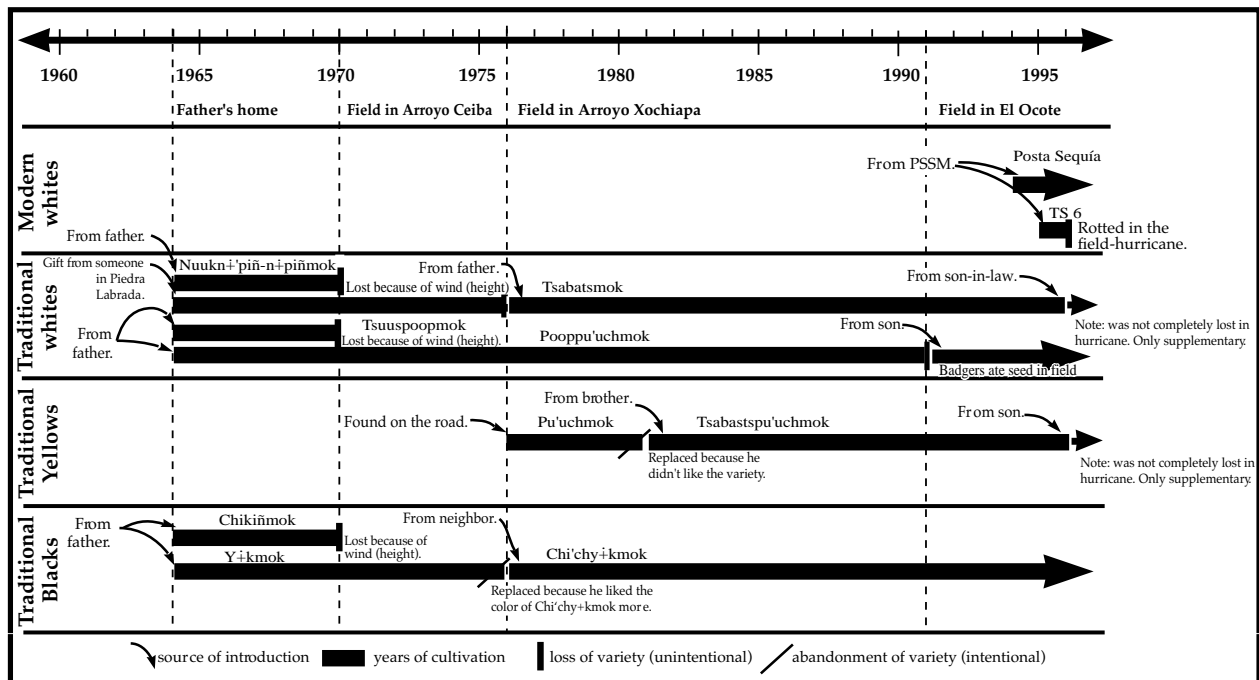 1960 1965 1970 1975 1980 1985 1990 1995
Father's home
Field in Arroyo Ceiba
Field in Arroyo Xochiapa
Field in El Ocote
Modern
whites
From PSSM.
Posta Sequía
TS 6
Rotted in the
field-hurricane.
Traditional
whites
From father.
Nuukn+'piñ-n+piñmok
Gift from someone
in Piedra
Labrada.
Lost because of wind (height)
From father.
Tsabatsmok
From son-in-law.
Note: was not completely lost in
hurricane. Only supplementary.
From
father.
Tsuuspoopmok
Lost because of wind (height).
Pooppu'uchmok
From son.
Badgers ate seed in field
Traditional
Yellows
Found on the road.
Pu'uchmok
From brother.
Tsabastspu'uchmok
Replaced because he
didn't like the variety.
From son.
Note: was not completely lost in
hurricane. Only supplementary.
Traditional
Blacks
From
father.
Chikiñmok
Lost because of
wind (height).
Y+kmok
From neighbor.
Chi'chy+kmok
Replaced because he liked the
color of Chi'chy+kmok more.
source of introduction
years of cultivation
loss of variety (unintentional)
abandonment of variety (intentional)